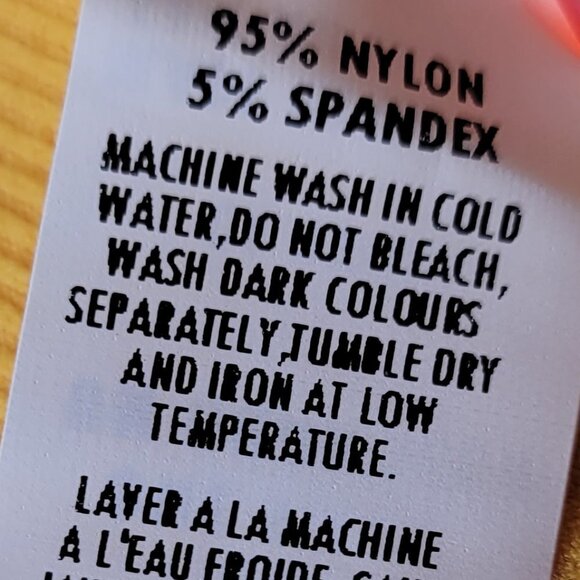 95% NYLON
5% SPANDEX
MACHINE WASH IN COLD
WATER,DO NOT BLEACH,
WASH DARK COLOURS
SEPARATELY,TUMBLE DRY
AND IRON AT LOW
TEMPERATURE.
LAVER A LA MACHINE
A L'EAU FROIDE,